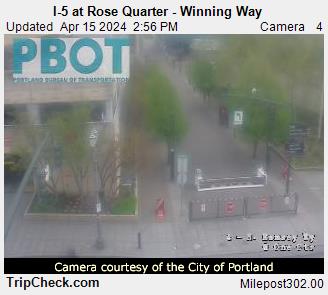 I-5 at Rose Quarter - Winning Way
Updated Apr 15 2024 2:56 PM Camera 4
PBOT
PORTLAND BUREAU OF TRANSPORTATION
Camera courtesy of the City of Portland
TripCheck.com Milepost302.00